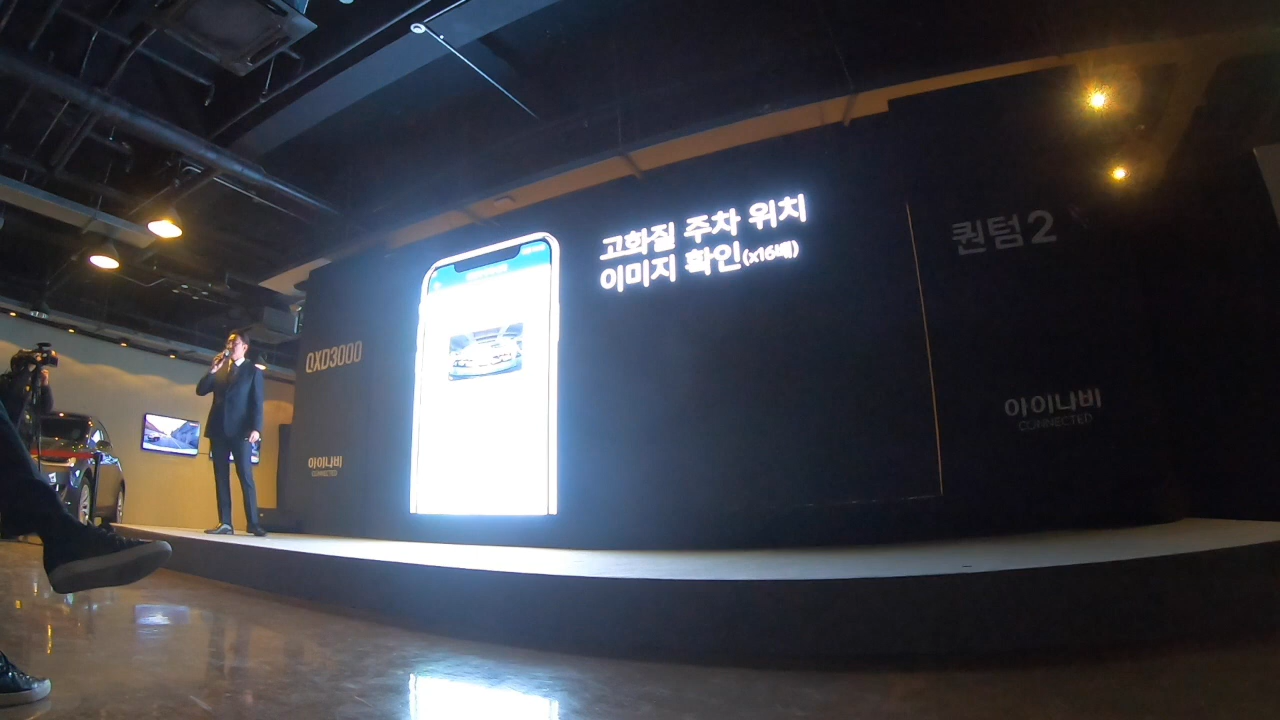 고화질 주차 위치
이미지 확인(x16배)
퀀텀2
QXD3000
아이나비
CONNECTED
아이나비
CONNECTED